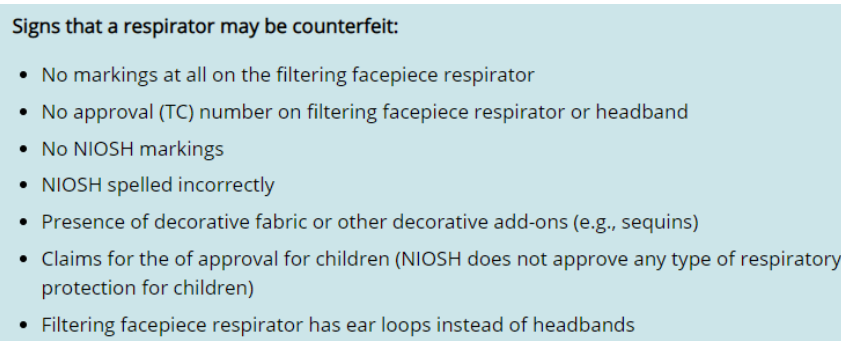 Signs that a respirator may be counterfeit:
• No markings at all on the filtering facepiece respirator
• No approval (TC) number on filtering facepiece respirator or headband
• No NIOSH markings
• NIOSH spelled incorrectly
• Presence of decorative fabric or other decorative add-ons (e.g., sequins)
• Claims for the of approval for children (NIOSH does not approve any type of respiratory
protection for children)
• Filtering facepiece respirator has ear loops instead of headbands